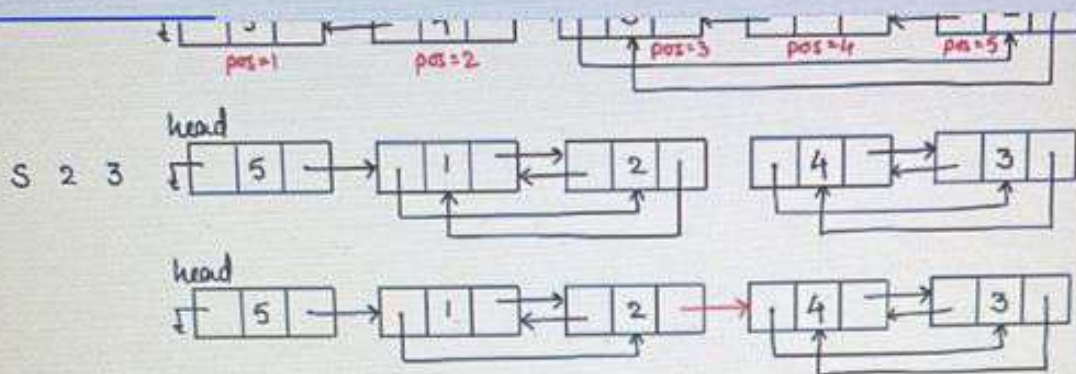 pos=1 pos=2 pos=3 pos=4 pos=5
head
S 2 3 5 1 2 4 3
head
5 1 2 4 3